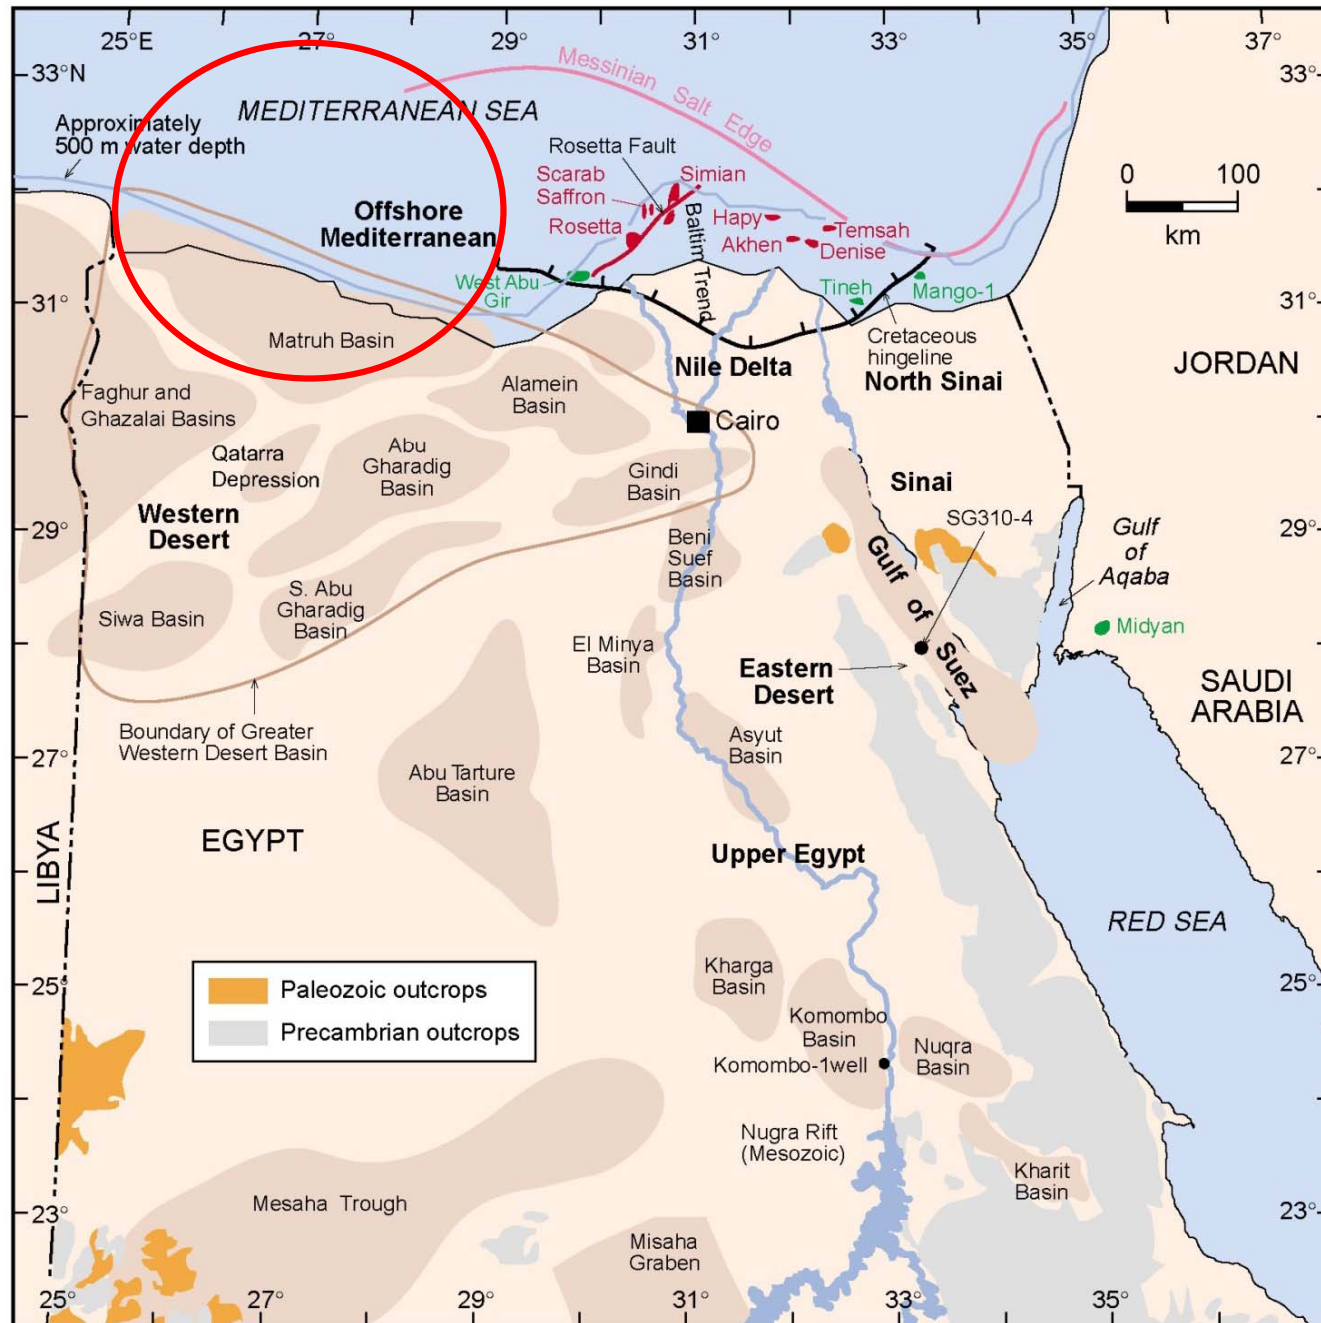 25°E
27°
29°
31°
33°
35°
37°
33°N
33°
MEDITERRANEAN SEA
Messinian Salt Edge
Approximately
500 m water depth
Rosetta Fault
Scarab
Saffron
Simian
Offshore
Mediterranean
Rosetta
Baltim Trend
Hapy
Akhen
Temsah
Denise
0
100
km
West Abu
Gir
Tineh
Mango-1
31°
31°
Matruh Basin
Cretaceous
hingeline
Nile Delta
North Sinai
JORDAN
Faghur and
Ghazalai Basins
Alamein
Basin
Cairo
Qatarra
Depression
Abu
Gharadig
Basin
Gindi
Basin
Sinai
Western
Desert
SG310-4
29°
29°
Beni
Suef
Basin
Gulf
of
Aqaba
Gulf of Suez
Siwa Basin
S. Abu
Gharadig
Basin
Midyan
El Minya
Basin
Eastern
Desert
SAUDI
ARABIA
Boundary of Greater
Western Desert Basin
27°
27°
Asyut
Basin
Abu Tarture
Basin
EGYPT
LIBYA
Upper Egypt
RED SEA
25°
25°
Paleozoic outcrops
Precambrian outcrops
Kharga
Basin
Komombo
Basin
Komombo-1well
Nuqra
Basin
Nugra Rift
(Mesozoic)
Kharit
Basin
Mesaha Trough
23°
23°
Misaha
Graben
25°
27°
29°
31°
33°
35°